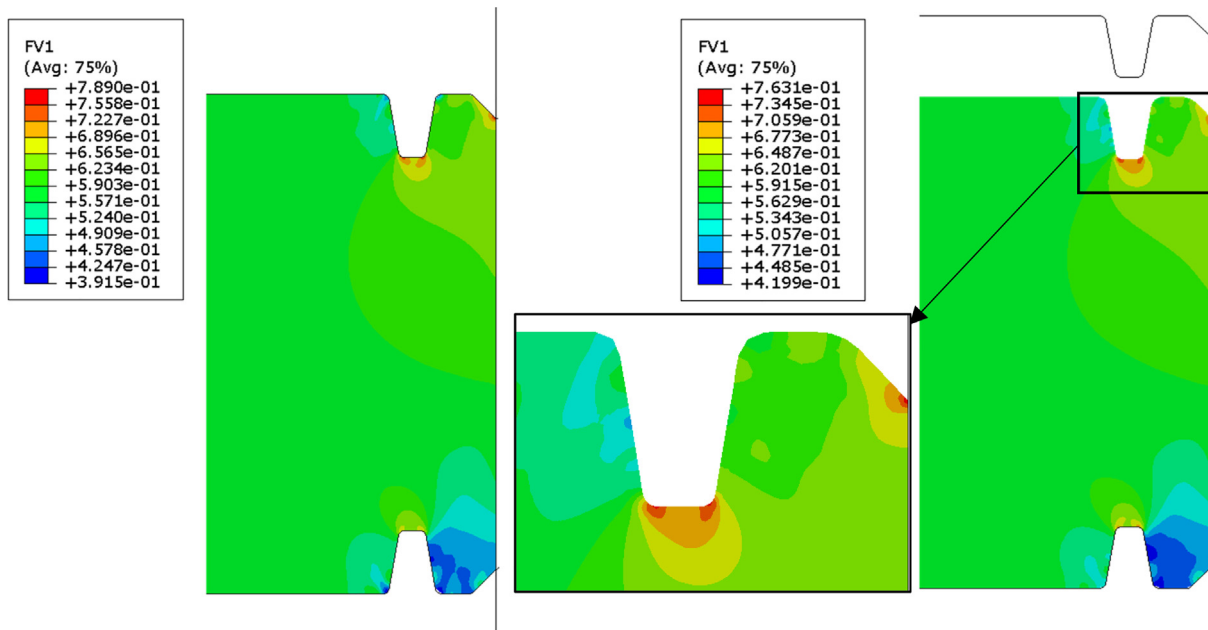 FV1
(Avg: 75%)
+7.890e-01
+7.558e-01
+7.227e-01
+6.896e-01
+6.565e-01
+6.234e-01
+5.903e-01
+5.571e-01
+5.240e-01
+4.909e-01
+4.578e-01
+4.247e-01
+3.915e-01
FV1
(Avg: 75%)
+7.631e-01
+7.345e-01
+7.059e-01
+6.773e-01
+6.487e-01
+6.201e-01
+5.915e-01
+5.629e-01
+5.343e-01
+5.057e-01
+4.771e-01
+4.485e-01
+4.199e-01